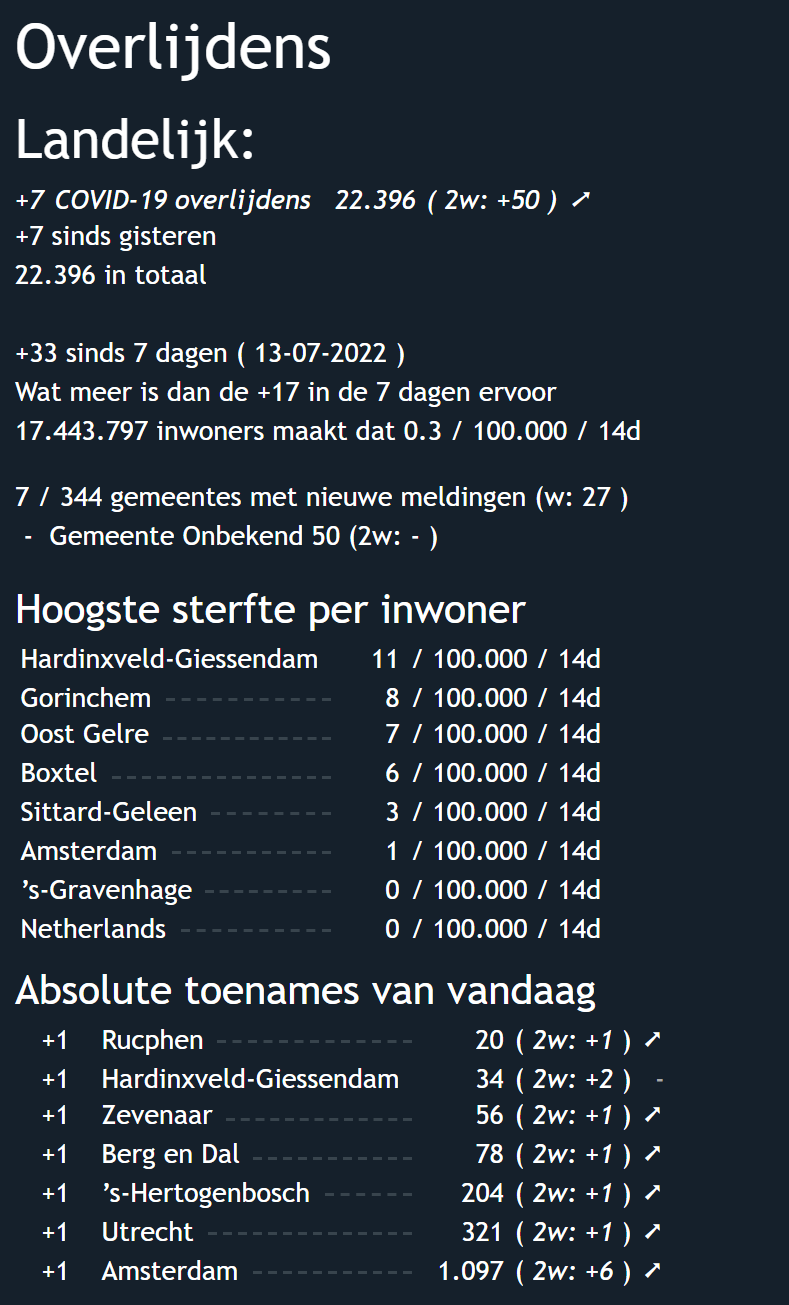 Overlijdens
Landelijk:
+7 COVID-19 overlijdens 22.396 ( 2w: +50 ) ➚
+7 sinds gisteren
22.396 in totaal
+33 sinds 7 dagen ( 13-07-2022 )
Wat meer is dan de +17 in de 7 dagen ervoor
17.443.797 inwoners maakt dat 0.3 / 100.000 / 14d
7 / 344 gemeentes met nieuwe meldingen (w: 27 )
- Gemeente Onbekend 50 (2w: - )
Hoogste sterfte per inwoner
Hardinxveld-Giessendam 11 / 100.000 / 14d
Gorinchem ----------- 8 / 100.000 / 14d
Oost Gelre ----------- 7 / 100.000 / 14d
Boxtel --------------- 6 / 100.000 / 14d
Sittard-Geleen -------- 3 / 100.000 / 14d
Amsterdam ----------- 1 / 100.000 / 14d
’s-Gravenhage --------- 0 / 100.000 / 14d
Netherlands ---------- 0 / 100.000 / 14d
Absolute toenames van vandaag
+1 Rucphen ------------- 20 ( 2w: +1 ) ➚
+1 Hardinxveld-Giessendam 34 ( 2w: +2 ) -
+1 Zevenaar ------------ 56 ( 2w: +1 ) ➚
+1 Berg en Dal ----------- 78 ( 2w: +1 ) ➚
+1 ’s-Hertogenbosch ------ 204 ( 2w: +1 ) ➚
+1 Utrecht -------------- 321 ( 2w: +1 ) ➚
+1 Amsterdam ----------- 1.097 ( 2w: +6 ) ➚